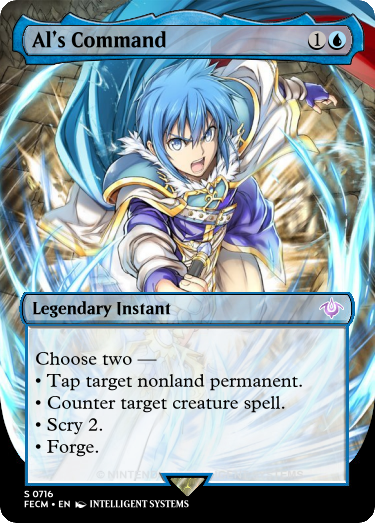 Al's Command 1
Legendary Instant
Choose two —
• Tap target nonland permanent.
• Counter target creature spell.
• Scry 2.
• Forge.
© NINTENDO
S 0716
FECM • EN INTELLIGENT SYSTEMS